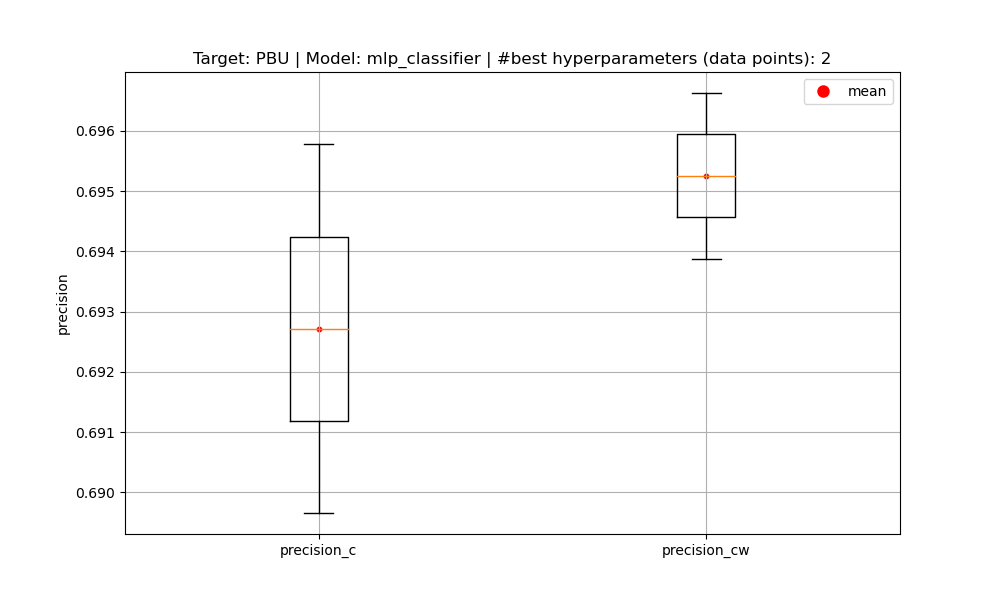 Target: PBU | Model: mlp_classifier | #best hyperparameters (data points): 2
mean
0.696
0.695
0.694
0.693
0.692
0.691
0.690
precision
precision_c
precision_cw